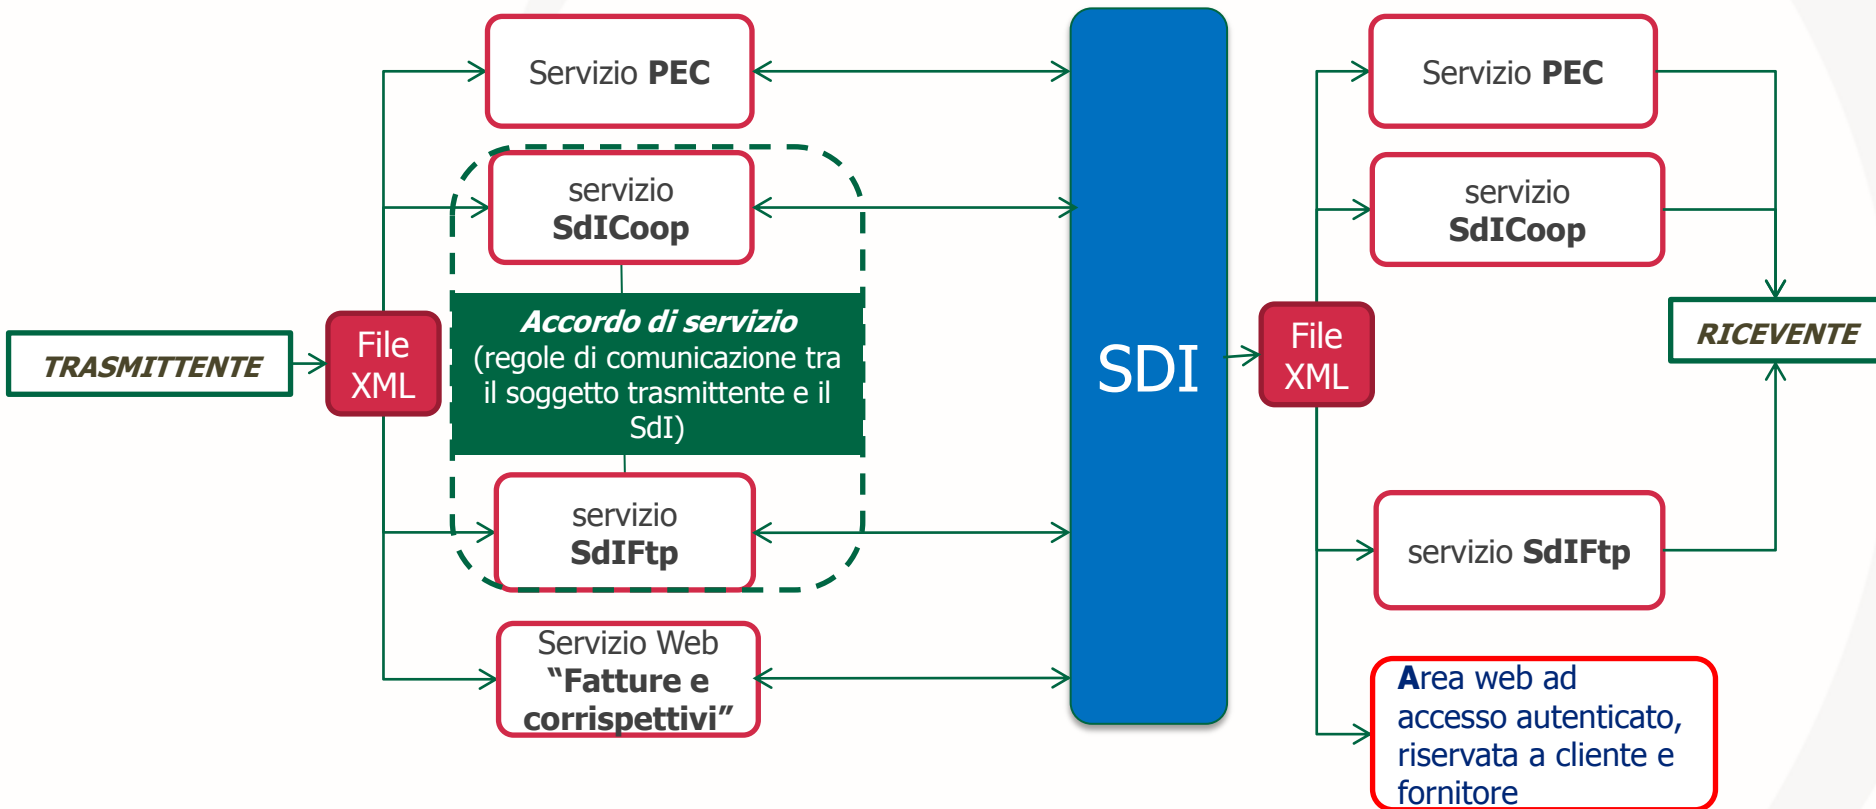 TRASMITTENTE
File
XML
Servizio PEC
servizio
SdICoop
Accordo di servizio
(regole di comunicazione tra
il soggetto trasmittente e il
SdI)
servizio
SdIFtp
Servizio Web
“Fatture e
corrispettivi”
SDI
File
XML
Servizio PEC
servizio
SdICoop
servizio SdIFtp
Area web ad
accesso autenticato,
riservata a cliente e
fornitore
RICEVENTE